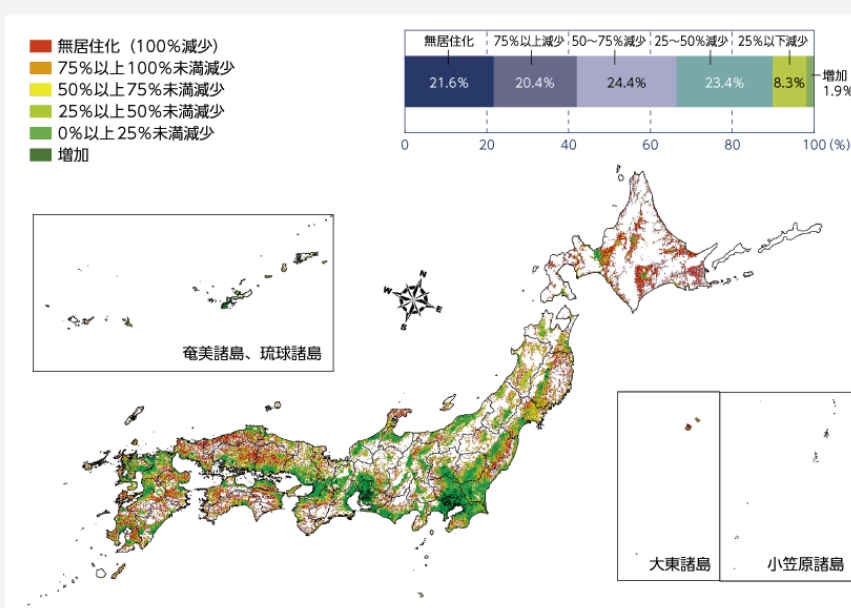 無居住化（100%減少）
75%以上100%未満減少
50%以上75%未満減少
25%以上50%未満減少
0%以上25%未満減少
増加
無居住化 75%以上減少 50～75%減少 25～50%減少 25%以下減少
21.6% 20.4% 24.4% 23.4% 8.3%
増加
1.9%
0 20 40 60 80 100 (%)
N
W
E
S
奄美諸島、琉球諸島
大東諸島
小笠原諸島